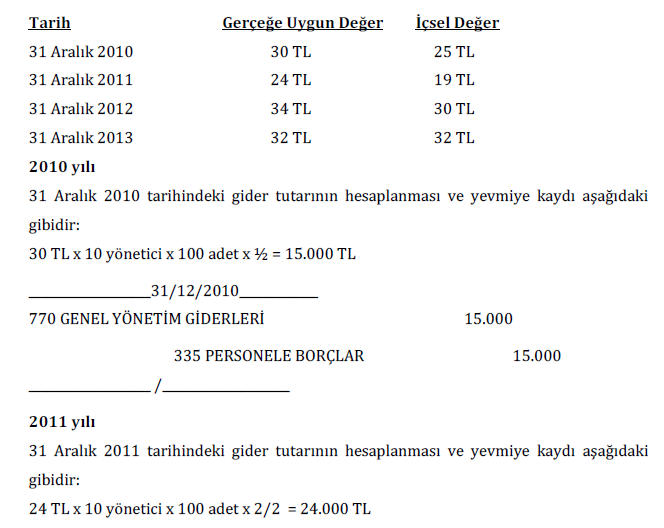 Tarih Gerçeğe Uygun Değer İçsel Değer
31 Aralık 2010 30 TL 25 TL
31 Aralık 2011 24 TL 19 TL
31 Aralık 2012 34 TL 30 TL
31 Aralık 2013 32 TL 32 TL
2010 yılı
31 Aralık 2010 tarihindeki gider tutarının hesaplanması ve yevmiye kaydı aşağıdaki
gibidir:
30 TL x 10 yönetici x 100 adet x ½ = 15.000 TL
__________________31/12/2010____________
770 GENEL YÖNETİM GİDERLERİ 15.000
335 PERSONELE BORÇLAR 15.000
__________________ /___________________
2011 yılı
31 Aralık 2011 tarihindeki gider tutarının hesaplanması ve yevmiye kaydı aşağıdaki
gibidir:
24 TL x 10 yönetici x 100 adet x 2/2 = 24.000 TL